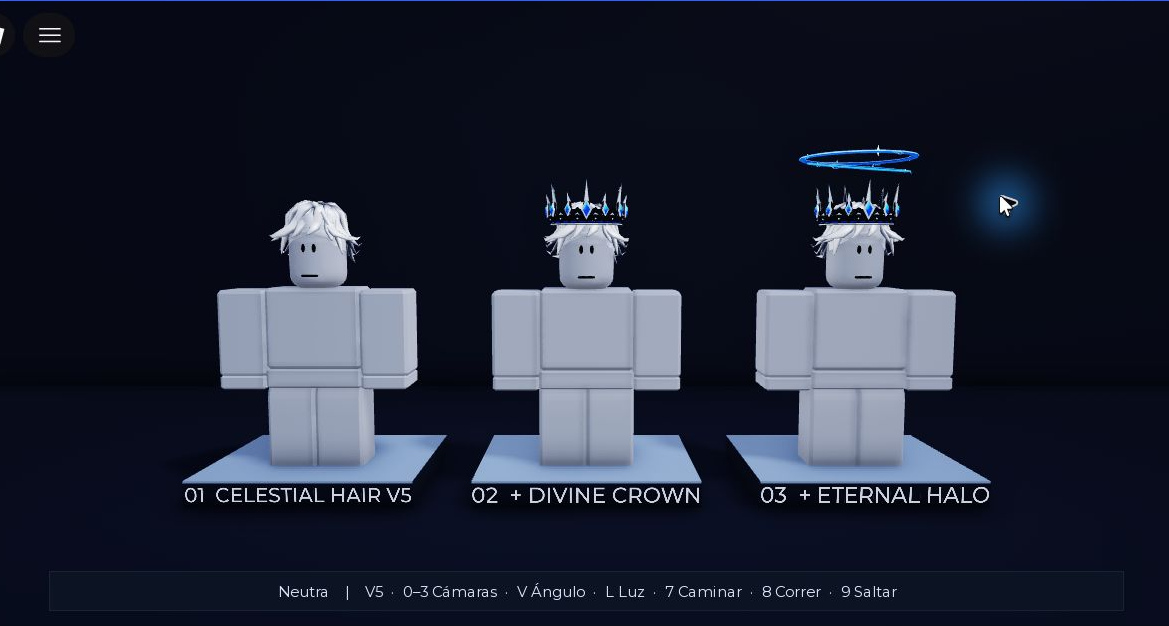 01 CELESTIAL HAIR V5
02 + DIVINE CROWN
03 + ETERNAL HALO
Neutra | V5 · 0–3 Cámaras · V Ángulo · L Luz · 7 Caminar · 8 Correr · 9 Saltar